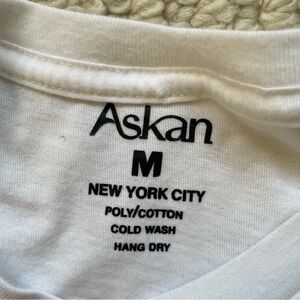 Askan
M
NEW YORK CITY
POLY/COTTON
COLD WASH
HANG DRY